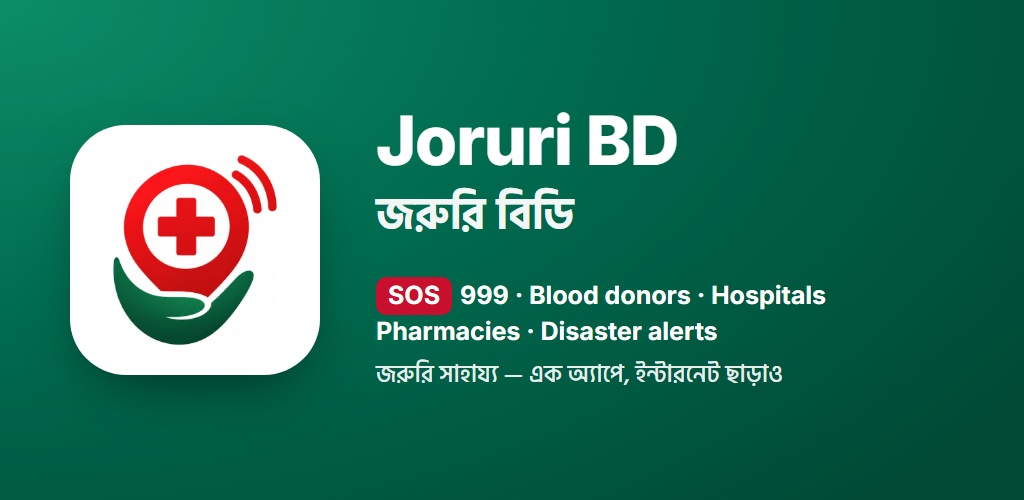 Joruri BD
জরুরি বিডি
SOS 999 · Blood donors · Hospitals
Pharmacies · Disaster alerts
জরুরি সাহায্য — এক অ্যাপে, ইন্টারনেট ছাড়াও